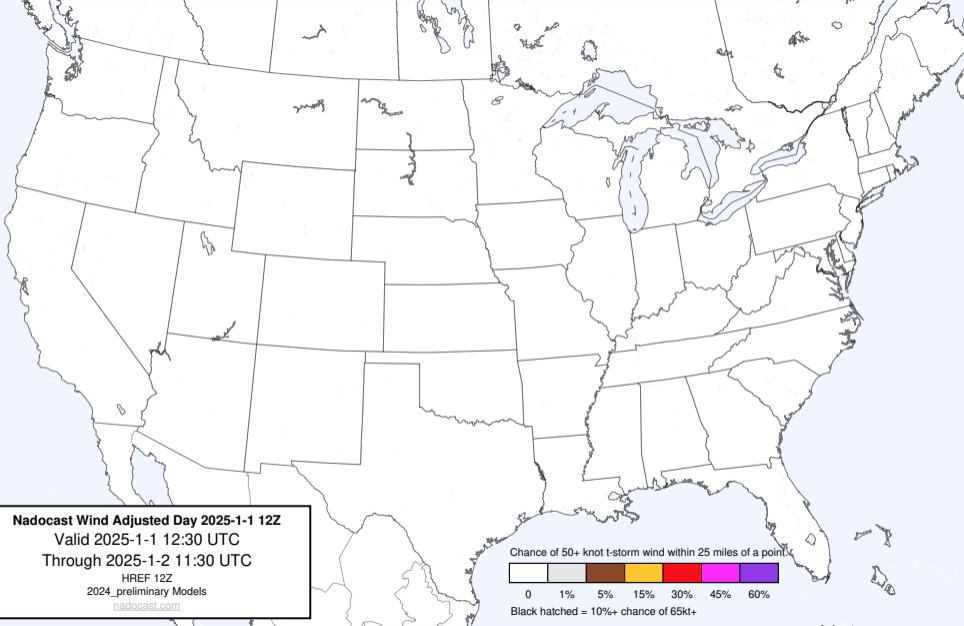 Nadocast Wind Adjusted Day 2025-1-1 12Z
Valid 2025-1-1 12:30 UTC
Through 2025-1-2 11:30 UTC
HREF 12Z
2024_preliminary Models
nadocast.com
Chance of 50+ knot t-storm wind within 25 miles of a point.
0 1% 5% 15% 30% 45% 60%
Black hatched = 10%+ chance of 65kt+